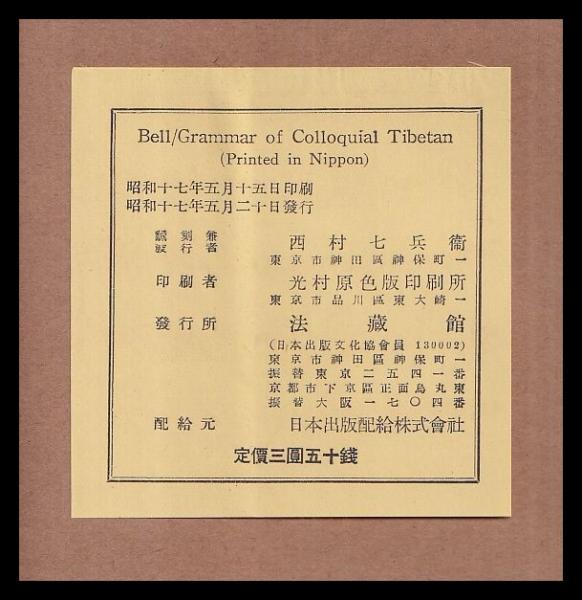 Bell/Grammar of Colloquial Tibetan
(Printed in Nippon)
昭和十七年五月十五日印刷
昭和十七年五月二十日發行
飜刻兼
發行者
西村七兵衞
東京市神田區神保町一
印刷者 光村原色版印刷所
東京市品川區東大崎一
發行所 法藏館
(日本出版文化協會員 130002)
東京市神田區神保町一
振替東京二五四一番
京都市下京區正面烏丸東
振替大阪一七〇四番
配給元 日本出版配給株式會社
定價三圓五十錢